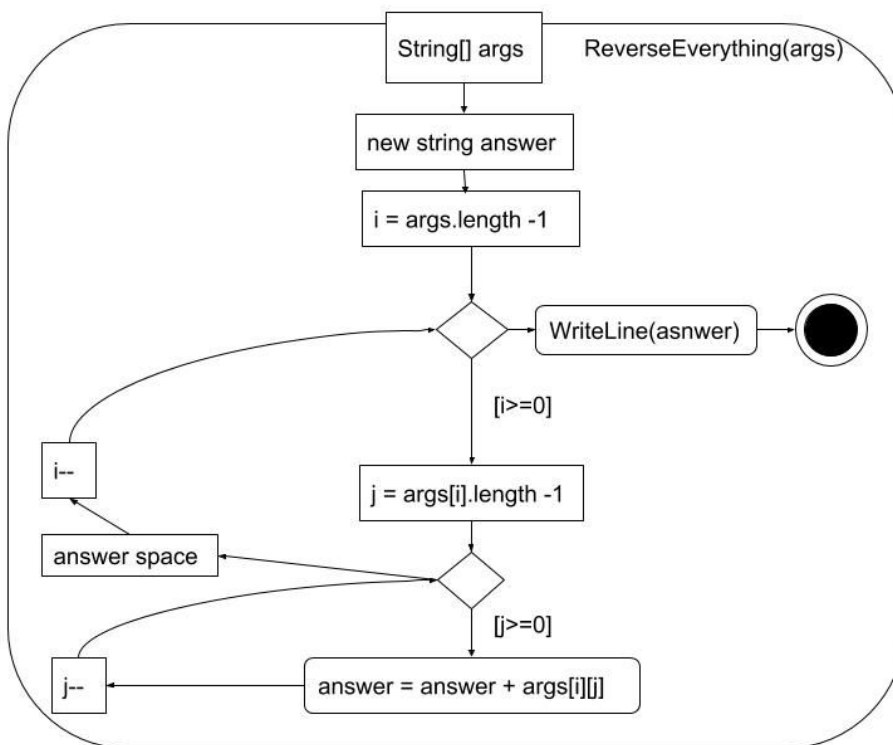 String[] args
ReverseEverything(args)
new string answer
i = args.length -1
WriteLine(asnwer)
[i>=0]
i--
j = args[i].length -1
answer space
[j>=0]
j--
answer = answer + args[i][j]